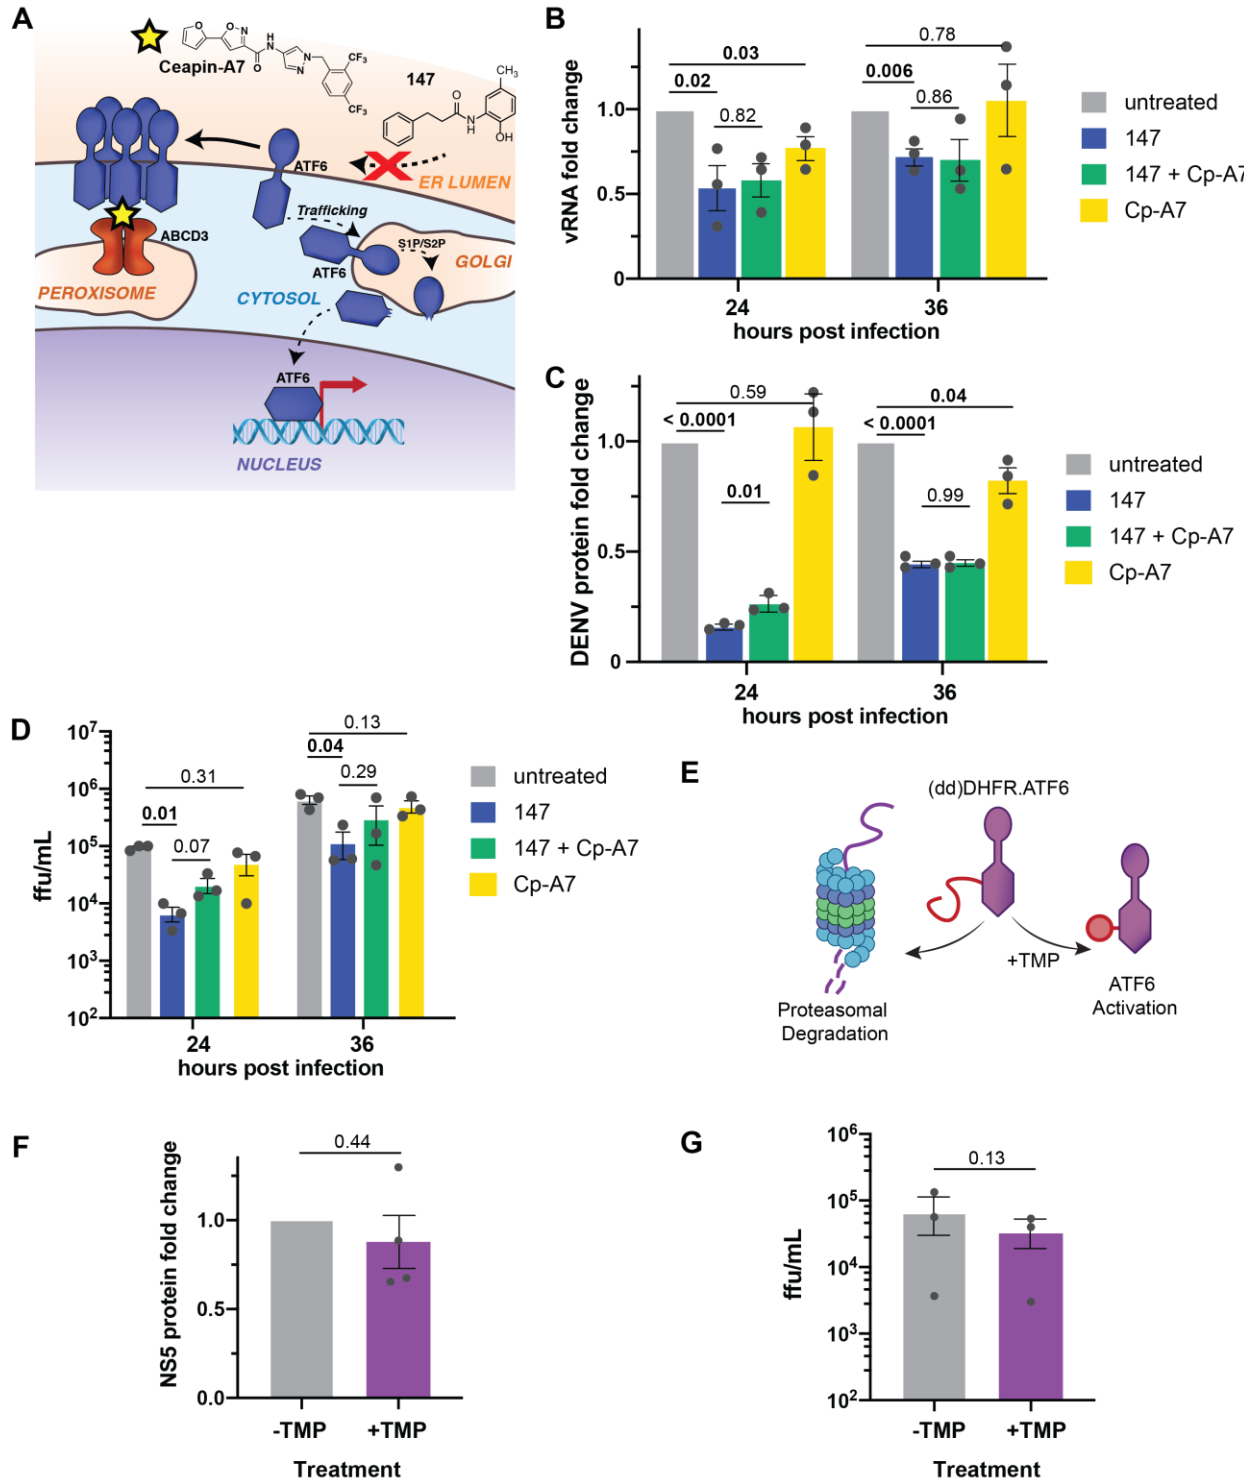 A
Ceapin-A7
O
O
N
O
H
N
N
N
CF₃
CF₃
147
CH₃
O
N
H
OH
ATF6
ER LUMEN
Trafficking
S1P/S2P
ATF6
GOLGI
ABCD3
PEROXISOME
CYTOSOL
ATF6
NUCLEUS
B
vRNA fold change
1.0
0.5
0
0.03
0.02
0.82
0.78
0.006
0.86
24
36
hours post infection
untreated
147
147 + Cp-A7
Cp-A7
C
DENV protein fold change
1.0
0.5
0
0.59
< 0.0001
0.01
0.04
< 0.0001
0.99
24
36
hours post infection
untreated
147
147 + Cp-A7
Cp-A7
D
ffu/mL
10⁷
10⁶
10⁵
10⁴
10³
10²
0.31
0.01
0.07
0.13
0.04
0.29
24
36
hours post infection
untreated
147
147 + Cp-A7
Cp-A7
E
(dd)DHFR.ATF6
+TMP
Proteasomal
Degradation
ATF6
Activation
F
NS5 protein fold change
1.0
0.5
0.0
0.44
-TMP
+TMP
Treatment
G
ffu/mL
10⁶
10⁵
10⁴
10³
10²
0.13
-TMP
+TMP
Treatment